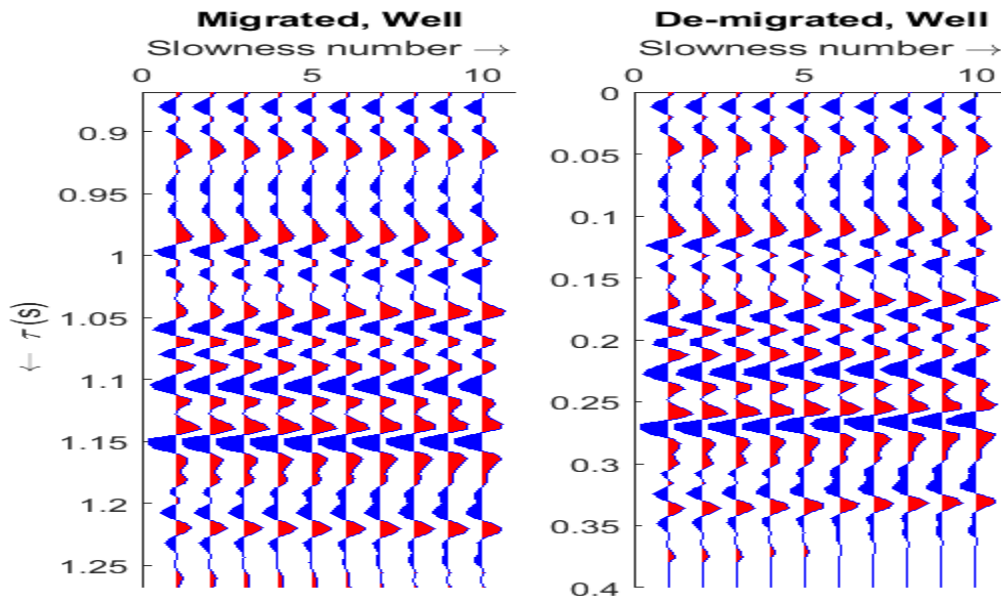 Migrated, Well
Slowness number →
0 5 10
0.9
0.95
1
1.05
1.1
1.15
1.2
1.25
← τ (s)
De-migrated, Well
Slowness number →
0 5 10
0
0.05
0.1
0.15
0.2
0.25
0.3
0.35
0.4